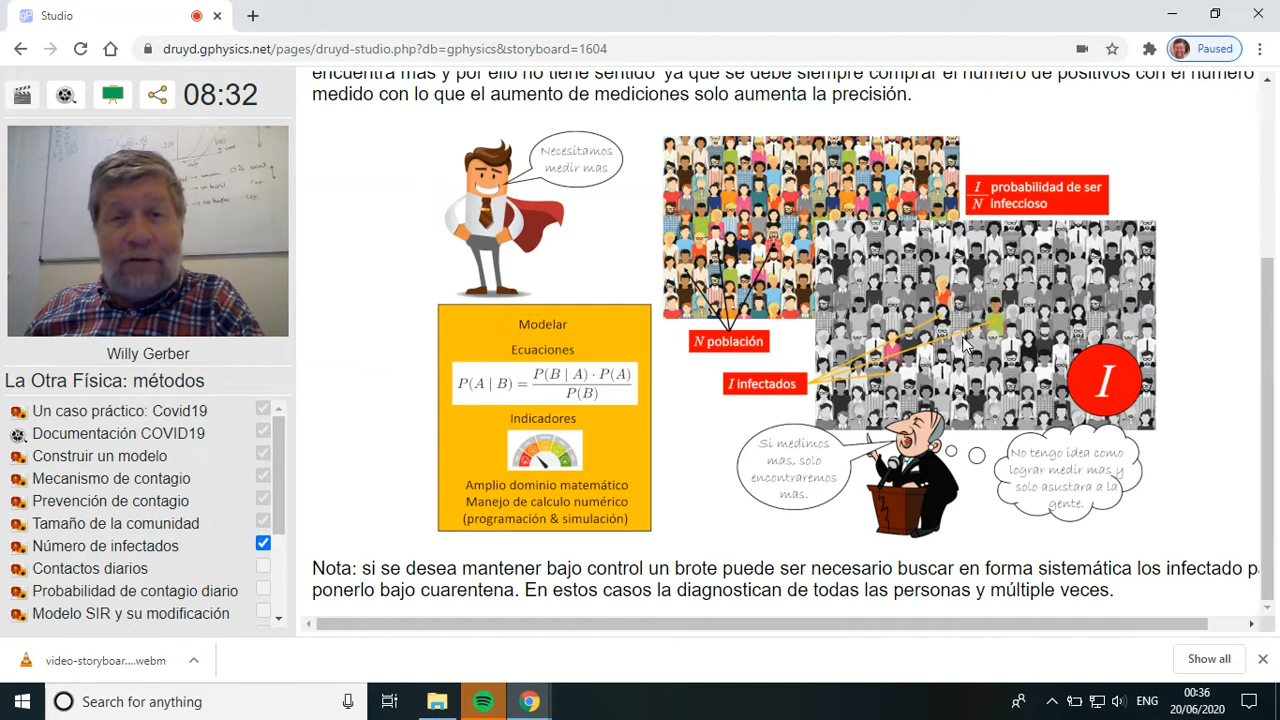 Studio
druyd.gphysics.net/pages/druyd-studio.php?db=gphysics&storyboard=1604
Paused
08:32
Willy Gerber
La Otra Física: métodos
Un caso práctico: Covid19
Documentación COVID19
Construir un modelo
Mecanismo de contagio
Prevención de contagio
Tamaño de la comunidad
Número de infectados
Contactos diarios
Probabilidad de contagio diario
Modelo SIR y su modificación
encuentra mas y por ello no tiene sentido ya que se debe siempre comprar el número de positivos con el número
medido con lo que el aumento de mediciones solo aumenta la precisión.
Necesitamos
medir mas
I/N probabilidad de ser
infeccioso
N población
I infectados
I
Modelar
Ecuaciones
P(A | B) = P(B | A) · P(A) / P(B)
Indicadores
Amplio dominio matemático
Manejo de calculo numérico
(programación & simulación)
Si medimos
mas, solo
encontraremos
mas.
No tengo idea como
lograr medir mas y
solo asustara a la
gente.
Nota: si se desea mantener bajo control un brote puede ser necesario buscar en forma sistemática los infectado
ponerlo bajo cuarentena. En estos casos la diagnostican de todas las personas y múltiple veces.
video-storyboar....webm
Show all
Search for anything
ENG
00:36
20/06/2020